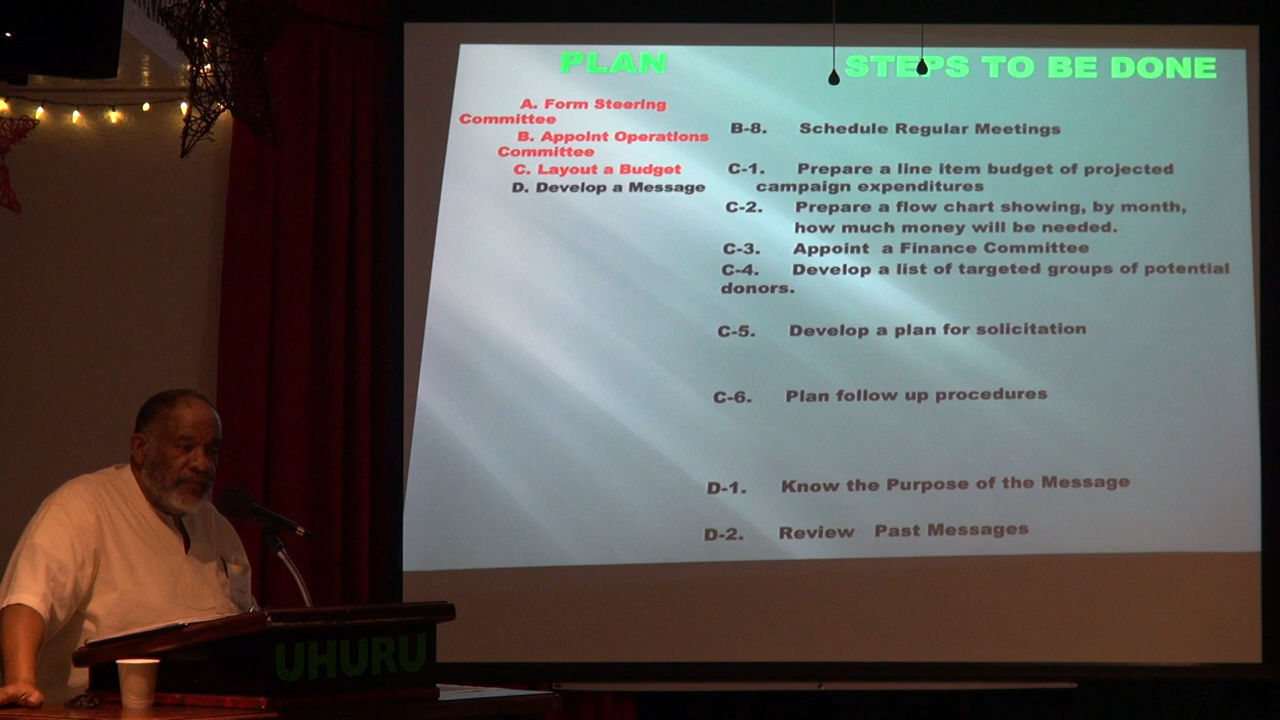 PLAN
STEPS TO BE DONE
A. Form Steering
Committee
B. Appoint Operations
Committee
C. Layout a Budget
D. Develop a Message
B-8. Schedule Regular Meetings
C-1. Prepare a line item budget of projected
campaign expenditures
C-2. Prepare a flow chart showing, by month,
how much money will be needed.
C-3. Appoint a Finance Committee
C-4. Develop a list of targeted groups of potential
donors.
C-5. Develop a plan for solicitation
C-6. Plan follow up procedures
D-1. Know the Purpose of the Message
D-2. Review Past Messages
UHURU